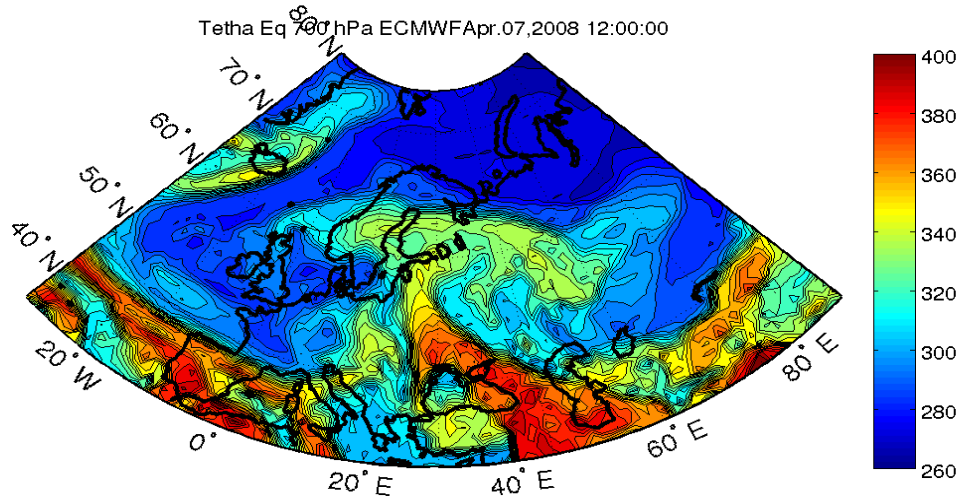 Tetha Eq 700 hPa ECMWFApr.07,2008 12:00:00
80° N
70° N
60° N
50° N
40° N
20° W
0°
20° E
40° E
60° E
80° E
400
380
360
340
320
300
280
260